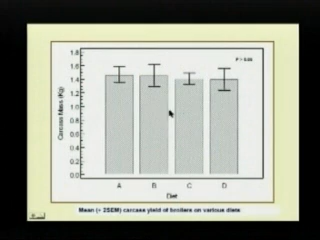 1.8
1.6
1.4
1.2
1.0
0.8
0.6
0.4
0.2
0.0
Carcass Mass (Kg)
A B C D
Diet
Mean (+ 2SEM) carcass yield of broilers on various diets